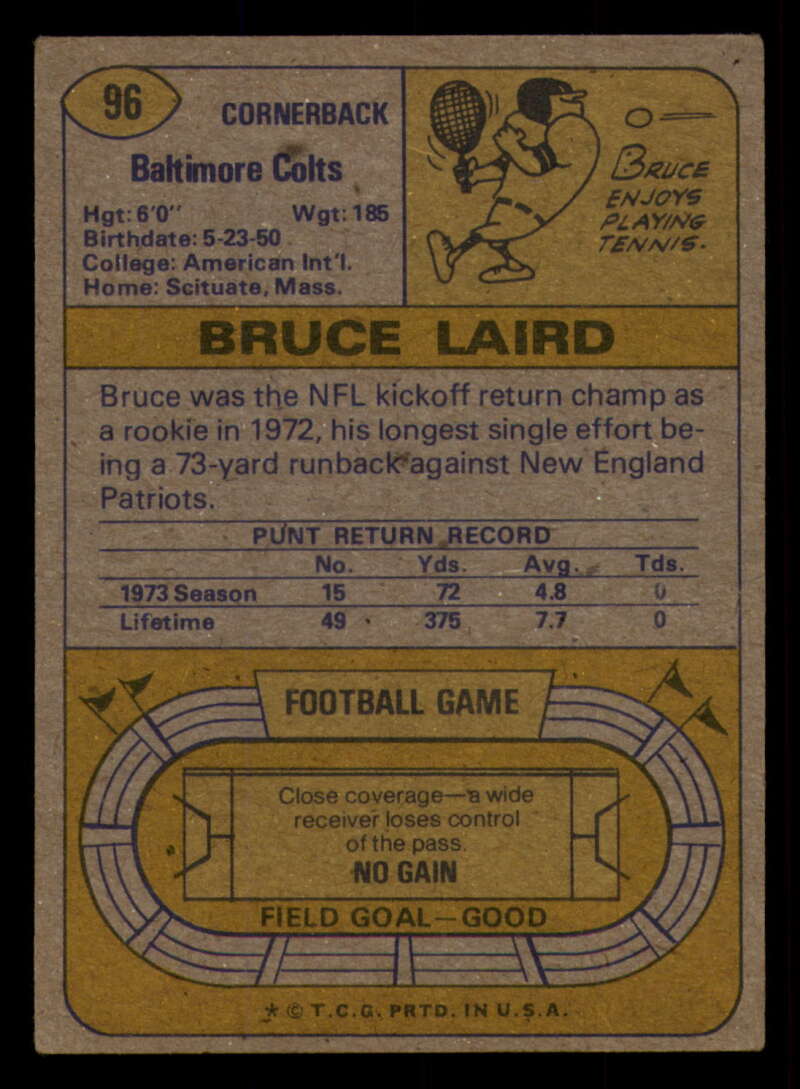 96
CORNERBACK
Baltimore Colts
Hgt: 6'0" Wgt: 185
Birthdate: 5-23-50
College: American Int'l.
Home: Scituate, Mass.
BRUCE
ENJOYS
PLAYING
TENNIS.
BRUCE LAIRD
Bruce was the NFL kickoff return champ as
a rookie in 1972, his longest single effort be-
ing a 73-yard runback against New England
Patriots.
PUNT RETURN RECORD
No. Yds. Avg. Tds.
1973 Season 15 72 4.8 0
Lifetime 49 375 7.7 0
FOOTBALL GAME
Close coverage—a wide
receiver loses control
of the pass.
NO GAIN
FIELD GOAL—GOOD
* © T.C.G. PRTD. IN U.S.A.